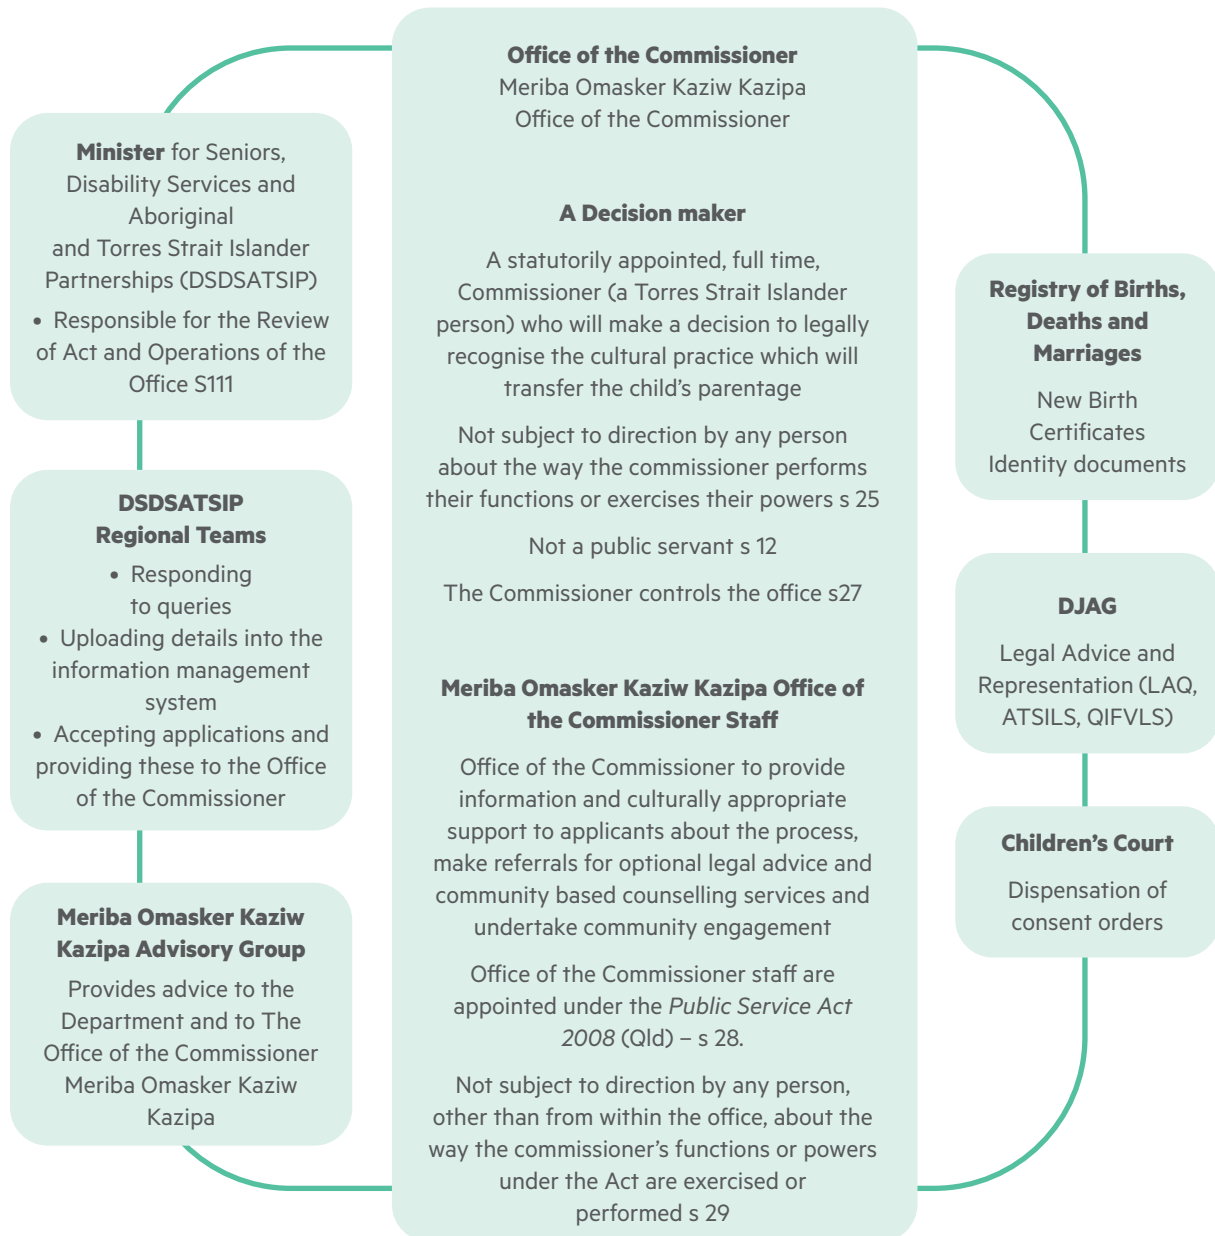 Office of the Commissioner
Meriba Omasker Kaziw Kazipa
Office of the Commissioner
A Decision maker
A statutorily appointed, full time,
Commissioner (a Torres Strait Islander
person) who will make a decision to legally
recognise the cultural practice which will
transfer the child’s parentage
Not subject to direction by any person
about the way the commissioner performs
their functions or exercises their powers s 25
Not a public servant s 12
The Commissioner controls the office s27
Meriba Omasker Kaziw Kazipa Office of
the Commissioner Staff
Office of the Commissioner to provide
information and culturally appropriate
support to applicants about the process,
make referrals for optional legal advice and
community based counselling services and
undertake community engagement
Office of the Commissioner staff are
appointed under the Public Service Act
2008 (Qld) – s 28.
Not subject to direction by any person,
other than from within the office, about the
way the commissioner’s functions or powers
under the Act are exercised or
performed s 29
Minister for Seniors,
Disability Services and
Aboriginal
and Torres Strait Islander
Partnerships (DSDSATSIP)
• Responsible for the Review
of Act and Operations of the
Office S111
DSDSATSIP
Regional Teams
• Responding
to queries
• Uploading details into the
information management
system
• Accepting applications and
providing these to the Office
of the Commissioner
Meriba Omasker Kaziw
Kazipa Advisory Group
Provides advice to the
Department and to The
Office of the Commissioner
Meriba Omasker Kaziw
Kazipa
Registry of Births,
Deaths and
Marriages
New Birth
Certificates
Identity documents
DJAG
Legal Advice and
Representation (LAQ,
ATSILS, QIFVLS)
Children’s Court
Dispensation of
consent orders